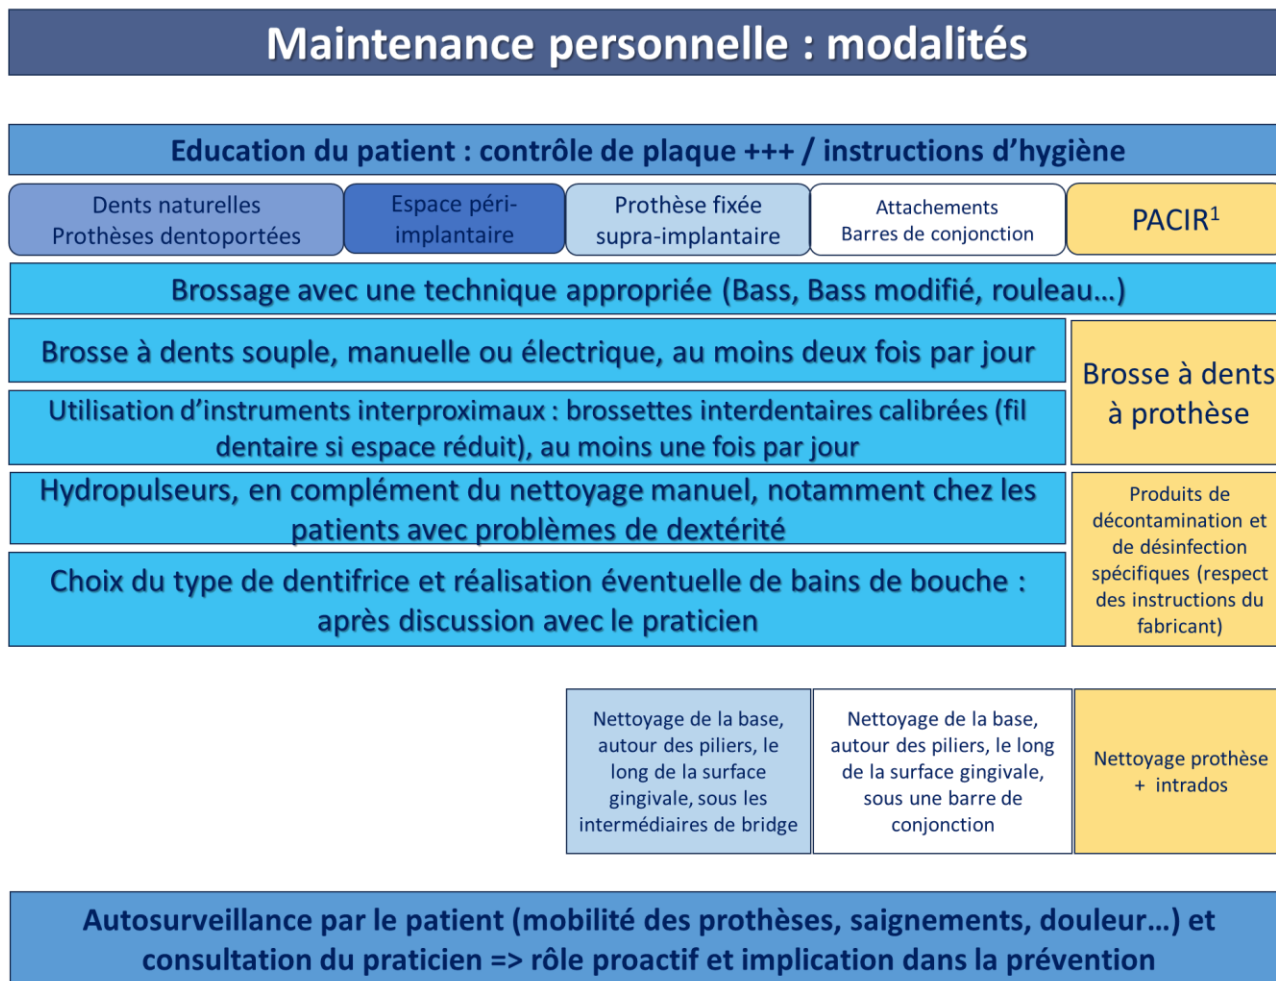 Maintenance personnelle : modalités
Education du patient : contrôle de plaque +++ / instructions d’hygiène
Dents naturelles
Prothèses dentoportées
Espace péri-
implantaire
Prothèse fixée
supra-implantaire
Attachements
Barres de conjonction
PACIR¹
Brossage avec une technique appropriée (Bass, Bass modifié, rouleau…)
Brosse à dents souple, manuelle ou électrique, au moins deux fois par jour
Brosse à dents
à prothèse
Utilisation d’instruments interproximaux : brossettes interdentaires calibrées (fil
dentaire si espace réduit), au moins une fois par jour
Hydropulseurs, en complément du nettoyage manuel, notamment chez les
patients avec problèmes de dextérité
Produits de
décontamination et
de désinfection
spécifiques (respect
des instructions du
fabricant)
Choix du type de dentifrice et réalisation éventuelle de bains de bouche :
après discussion avec le praticien
Nettoyage de la base,
autour des piliers, le
long de la surface
gingivale, sous les
intermédiaires de bridge
Nettoyage de la base,
autour des piliers, le long
de la surface gingivale,
sous une barre de
conjonction
Nettoyage prothèse
+ intrados
Autosurveillance par le patient (mobilité des prothèses, saignements, douleur…) et
consultation du praticien => rôle proactif et implication dans la prévention